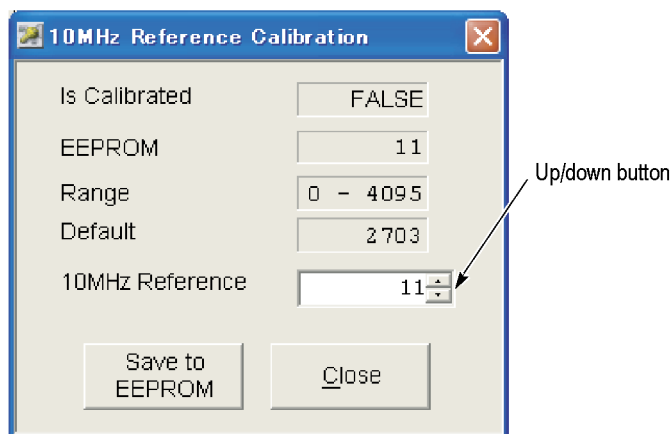 10MHz Reference Calibration
Is Calibrated FALSE
EEPROM 11
Up/down button
Range 0 - 4095
Default 2703
10MHz Reference 11
Save to
EEPROM
Close